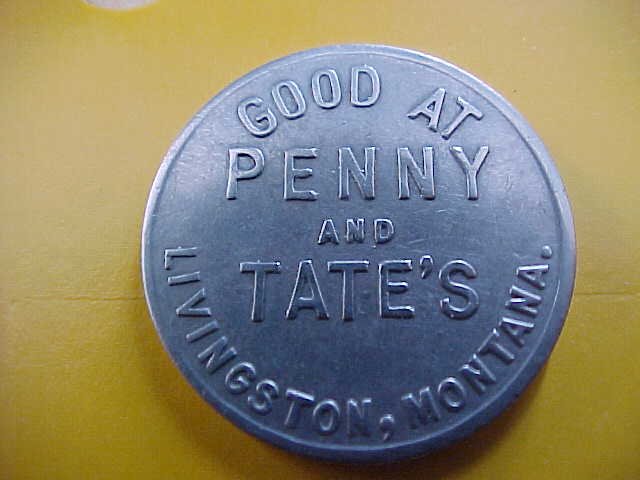 GOOD AT
PENNY
AND
TATE'S
LIVINGSTON, MONTANA.